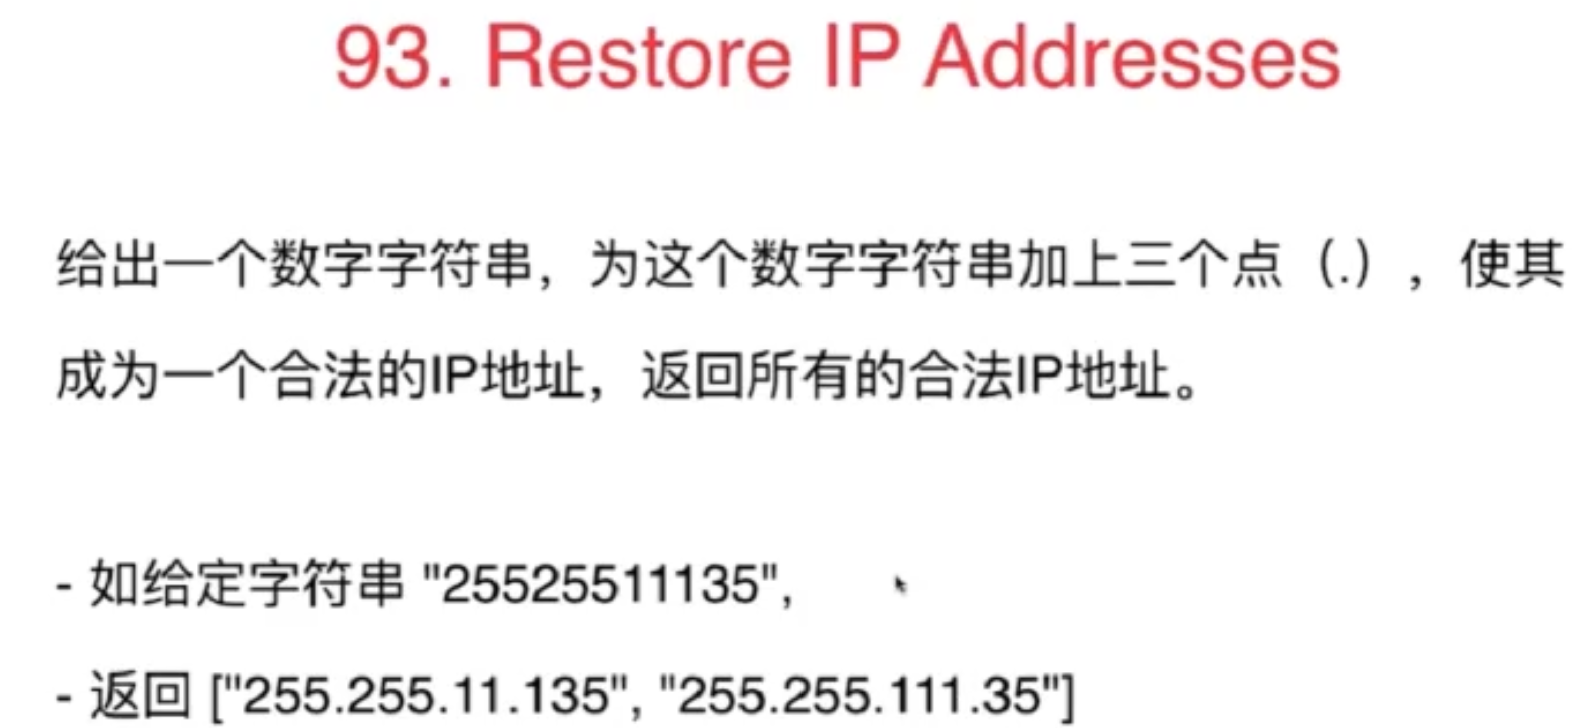 93. Restore IP Addresses
给出一个数字字符串，为这个数字字符串加上三个点（.），使其
成为一个合法的IP地址，返回所有的合法IP地址。
- 如给定字符串 "25525511135",
- 返回 ["255.255.11.135", "255.255.111.35"]